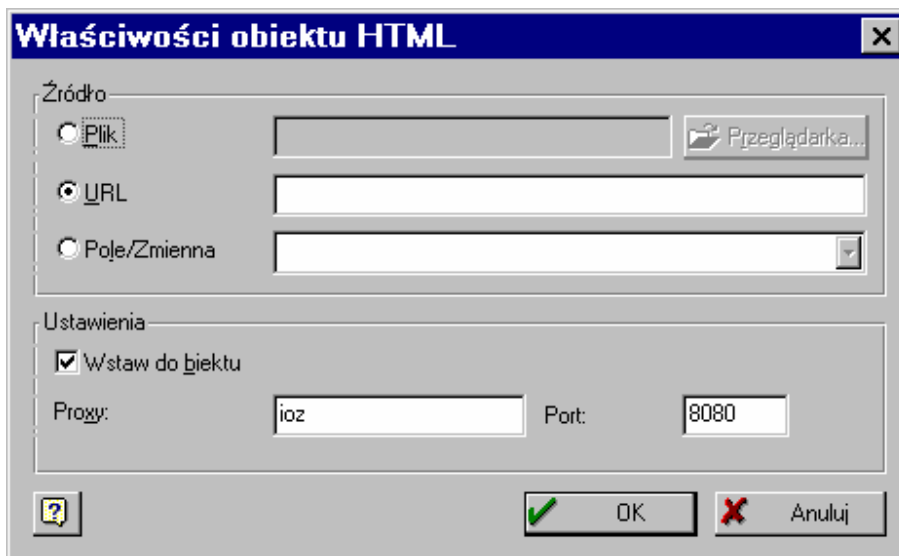 Właściwości obiektu HTML
Źródło
Plik
Przeglądarka...
URL
Pole/Zmienna
Ustawienia
Wstaw do biektu
Proxy: ioz Port: 8080
OK Anuluj